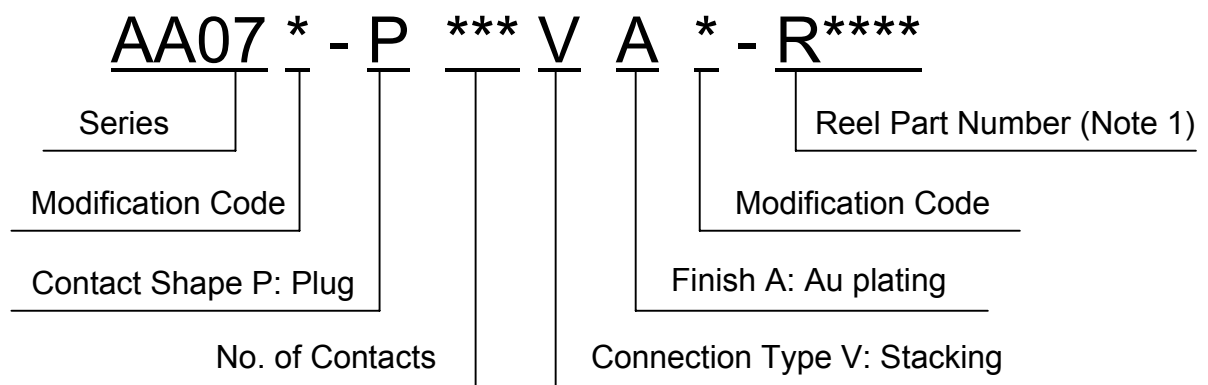 AA07 * - P *** V A * - R****
Series
Reel Part Number (Note 1)
Modification Code
Modification Code
Contact Shape P: Plug
Finish A: Au plating
No. of Contacts
Connection Type V: Stacking